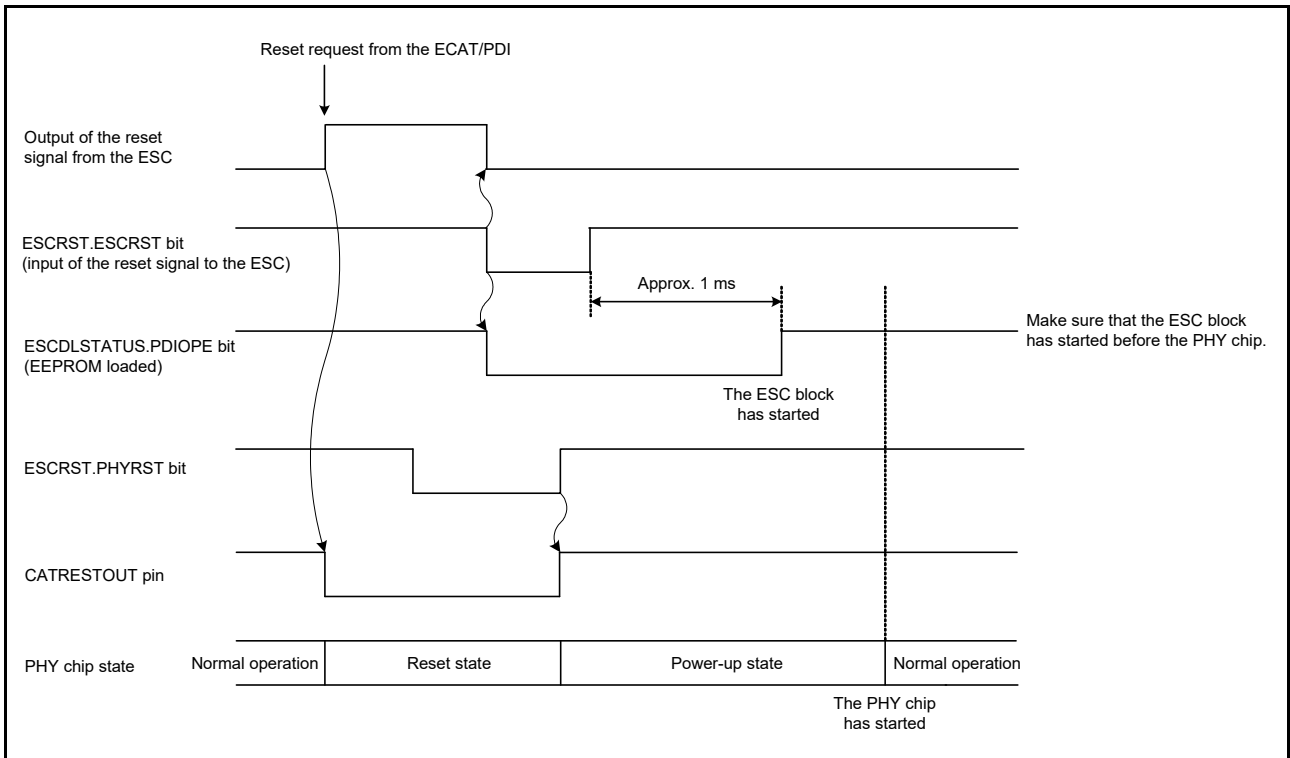 Reset request from the ECAT/PDI
Output of the reset
signal from the ESC
ESCRST.ESCRST bit
(input of the reset signal to the ESC)
Approx. 1 ms
Make sure that the ESC block
has started before the PHY chip.
ESCDLSTATUS.PDIOPE bit
(EEPROM loaded)
The ESC block
has started
ESCRST.PHYRST bit
CATRESTOUT pin
PHY chip state
Normal operation
Reset state
Power-up state
Normal operation
The PHY chip
has started